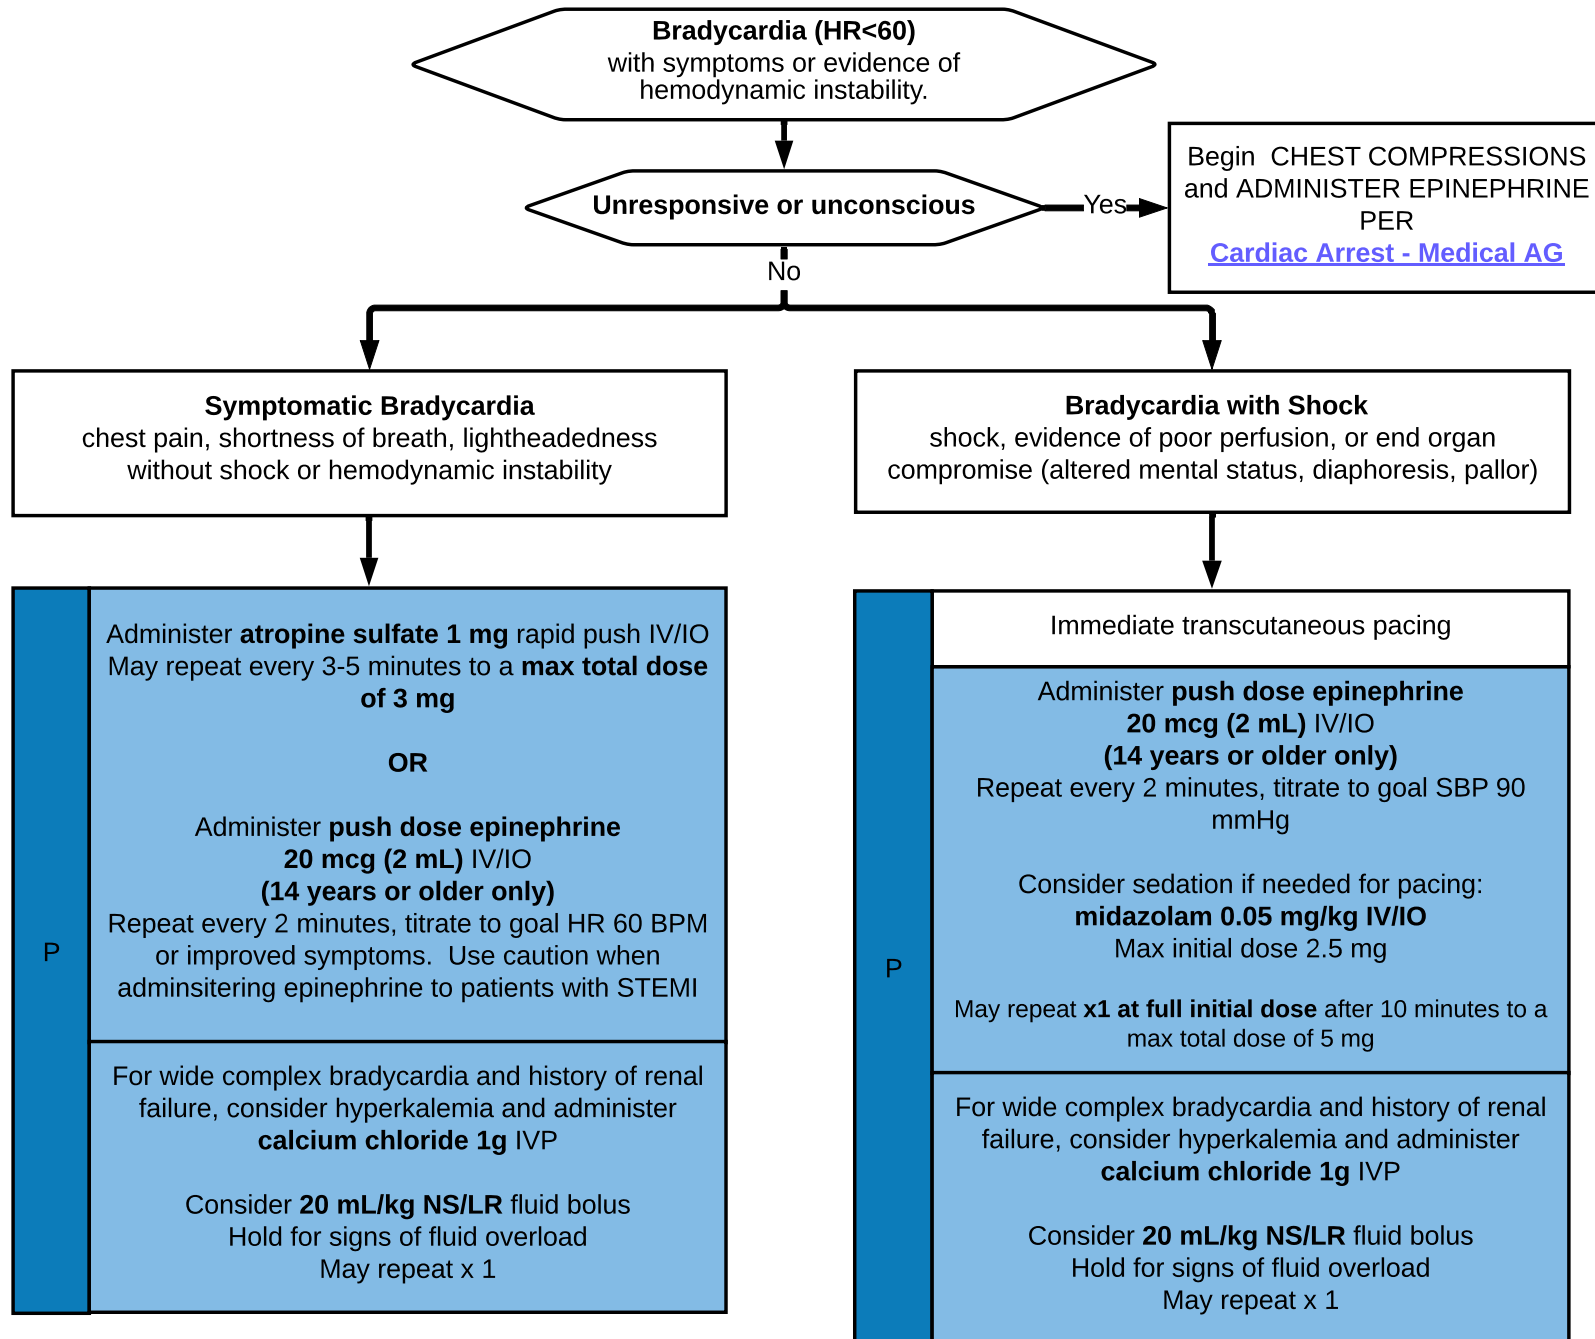 Bradycardia (HR<60)
with symptoms or evidence of
hemodynamic instability.
Unresponsive or unconscious
Yes
Begin  CHEST COMPRESSIONS
and ADMINISTER EPINEPHRINE
PER
Cardiac Arrest - Medical AG
No
Symptomatic Bradycardia
chest pain, shortness of breath, lightheadedness
without shock or hemodynamic instability
Bradycardia with Shock
shock, evidence of poor perfusion, or end organ
compromise (altered mental status, diaphoresis, pallor)
P
Administer atropine sulfate 1 mg rapid push IV/IO
May repeat every 3-5 minutes to a max total dose
of 3 mg
OR
Administer push dose epinephrine
20 mcg (2 mL) IV/IO
(14 years or older only)
Repeat every 2 minutes, titrate to goal HR 60 BPM
or improved symptoms.  Use caution when
adminsitering epinephrine to patients with STEMI
For wide complex bradycardia and history of renal
failure, consider hyperkalemia and administer
calcium chloride 1g IVP
Consider 20 mL/kg NS/LR fluid bolus
Hold for signs of fluid overload
May repeat x 1
P
Immediate transcutaneous pacing
Administer push dose epinephrine
20 mcg (2 mL) IV/IO
(14 years or older only)
Repeat every 2 minutes, titrate to goal SBP 90
mmHg
Consider sedation if needed for pacing:
midazolam 0.05 mg/kg IV/IO
Max initial dose 2.5 mg
May repeat x1 at full initial dose after 10 minutes to a
max total dose of 5 mg
For wide complex bradycardia and history of renal
failure, consider hyperkalemia and administer
calcium chloride 1g IVP
Consider 20 mL/kg NS/LR fluid bolus
Hold for signs of fluid overload
May repeat x 1